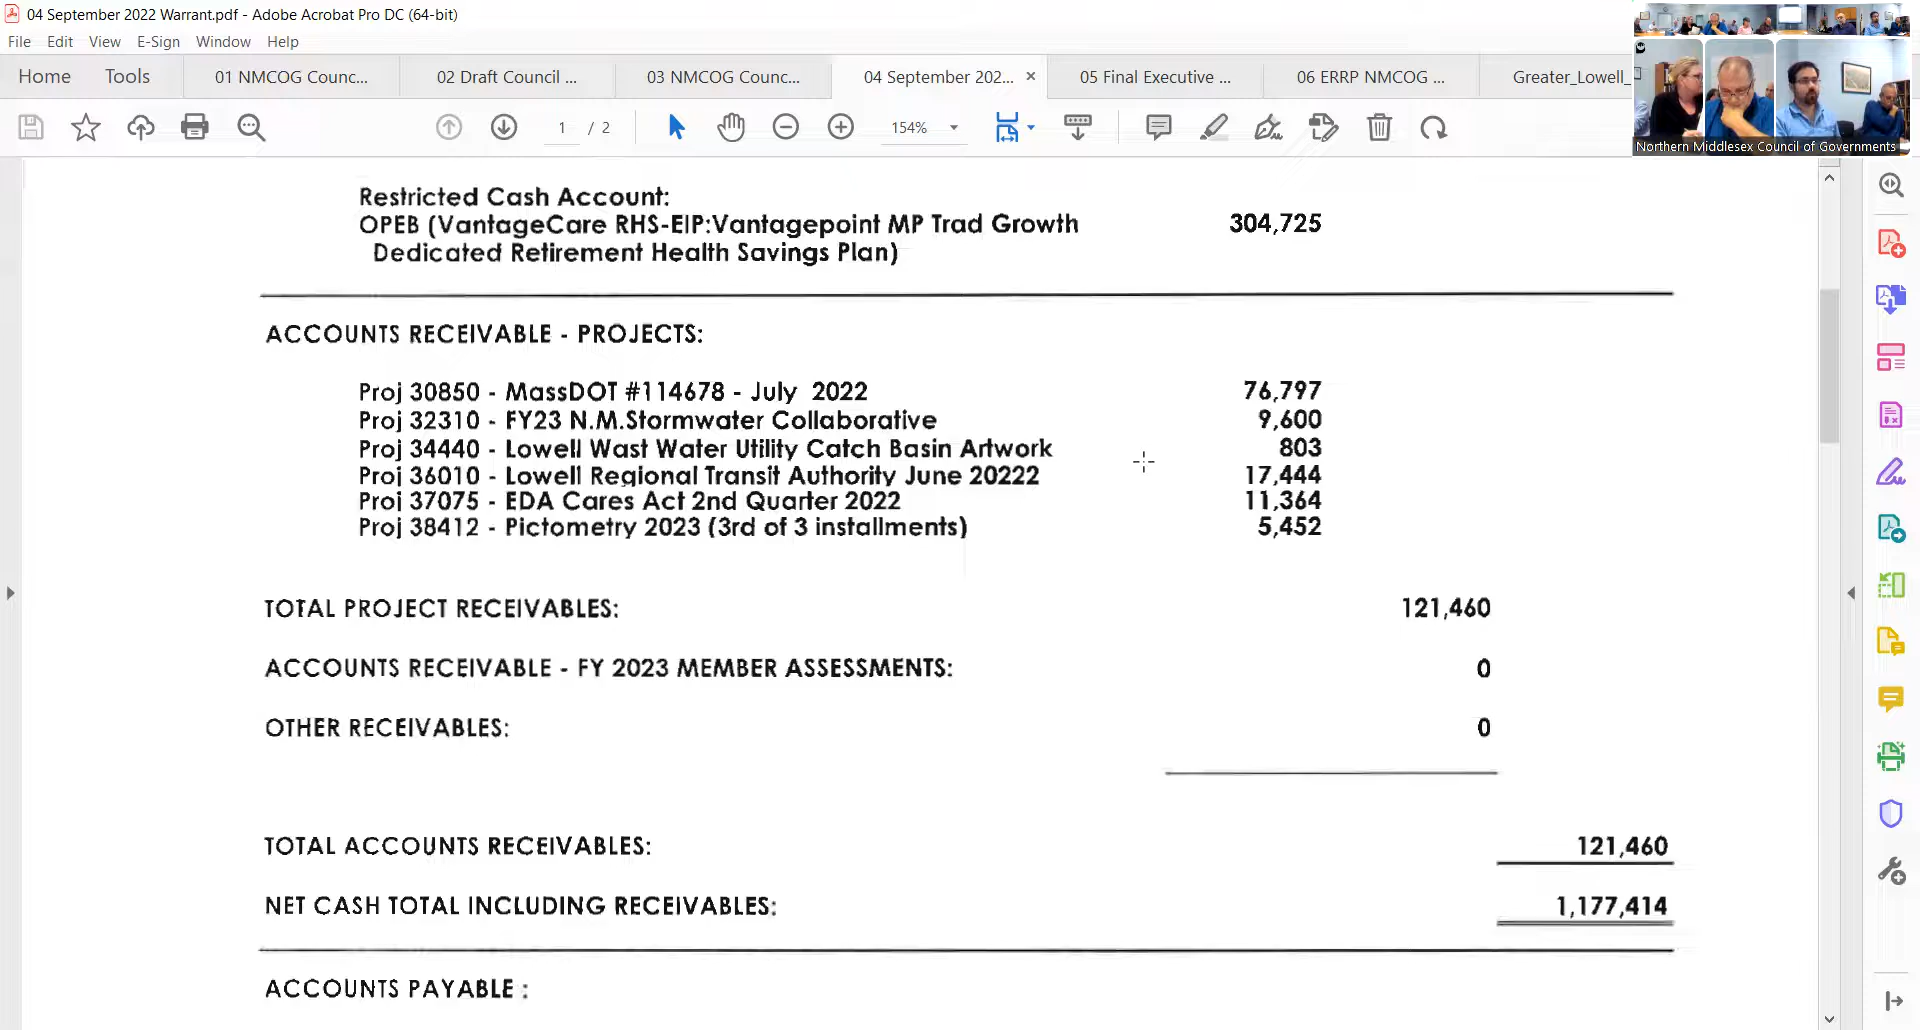 04 September 2022 Warrant.pdf - Adobe Acrobat Pro DC (64-bit)
File Edit View E-Sign Window Help
Home Tools 01 NMCOG Counc... 02 Draft Council ... 03 NMCOG Counc... 04 September 202... × 05 Final Executive ... 06 ERRP NMCOG ... Greater_Lowell_
1 / 2 154%
Northern Middlesex Council of Governments
Restricted Cash Account:
OPEB (VantageCare RHS-EIP:Vantagepoint MP Trad Growth 304,725
Dedicated Retirement Health Savings Plan)
ACCOUNTS RECEIVABLE - PROJECTS:
Proj 30850 - MassDOT #114678 - July 2022 76,797
Proj 32310 - FY23 N.M.Stormwater Collaborative 9,600
Proj 34440 - Lowell Wast Water Utility Catch Basin Artwork 803
Proj 36010 - Lowell Regional Transit Authority June 20222 17,444
Proj 37075 - EDA Cares Act 2nd Quarter 2022 11,364
Proj 38412 - Pictometry 2023 (3rd of 3 installments) 5,452
TOTAL PROJECT RECEIVABLES: 121,460
ACCOUNTS RECEIVABLE - FY 2023 MEMBER ASSESSMENTS: 0
OTHER RECEIVABLES: 0
TOTAL ACCOUNTS RECEIVABLES: 121,460
NET CASH TOTAL INCLUDING RECEIVABLES: 1,177,414
ACCOUNTS PAYABLE :